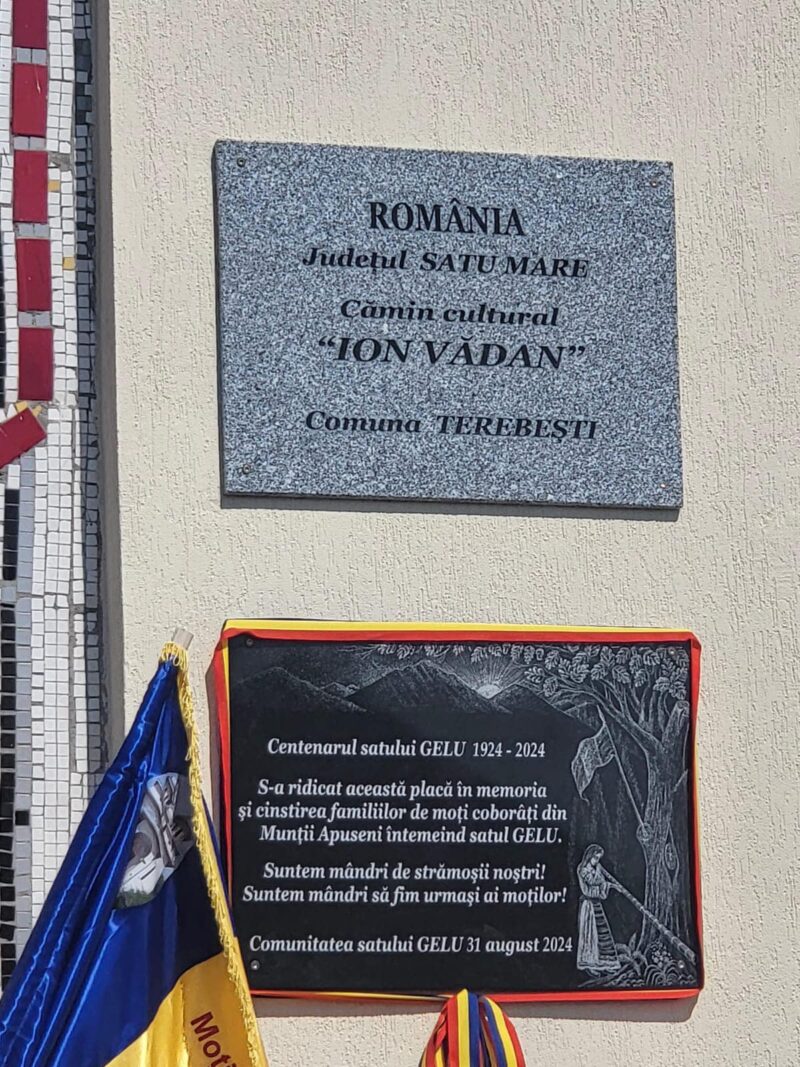 ROMÂNIA
Județul SATU MARE
Cămin cultural
“ION VĂDAN”
Comuna TEREBEȘTI
Centenarul satului GELU 1924 - 2024
S-a ridicat această placă în memoria
și cinstirea familiilor de moți coborâți din
Munții Apuseni întemeind satul GELU.
Suntem mândri de strămoșii noștri!
Suntem mândri să fim urmași ai moților!
Comunitatea satului GELU 31 august 2024